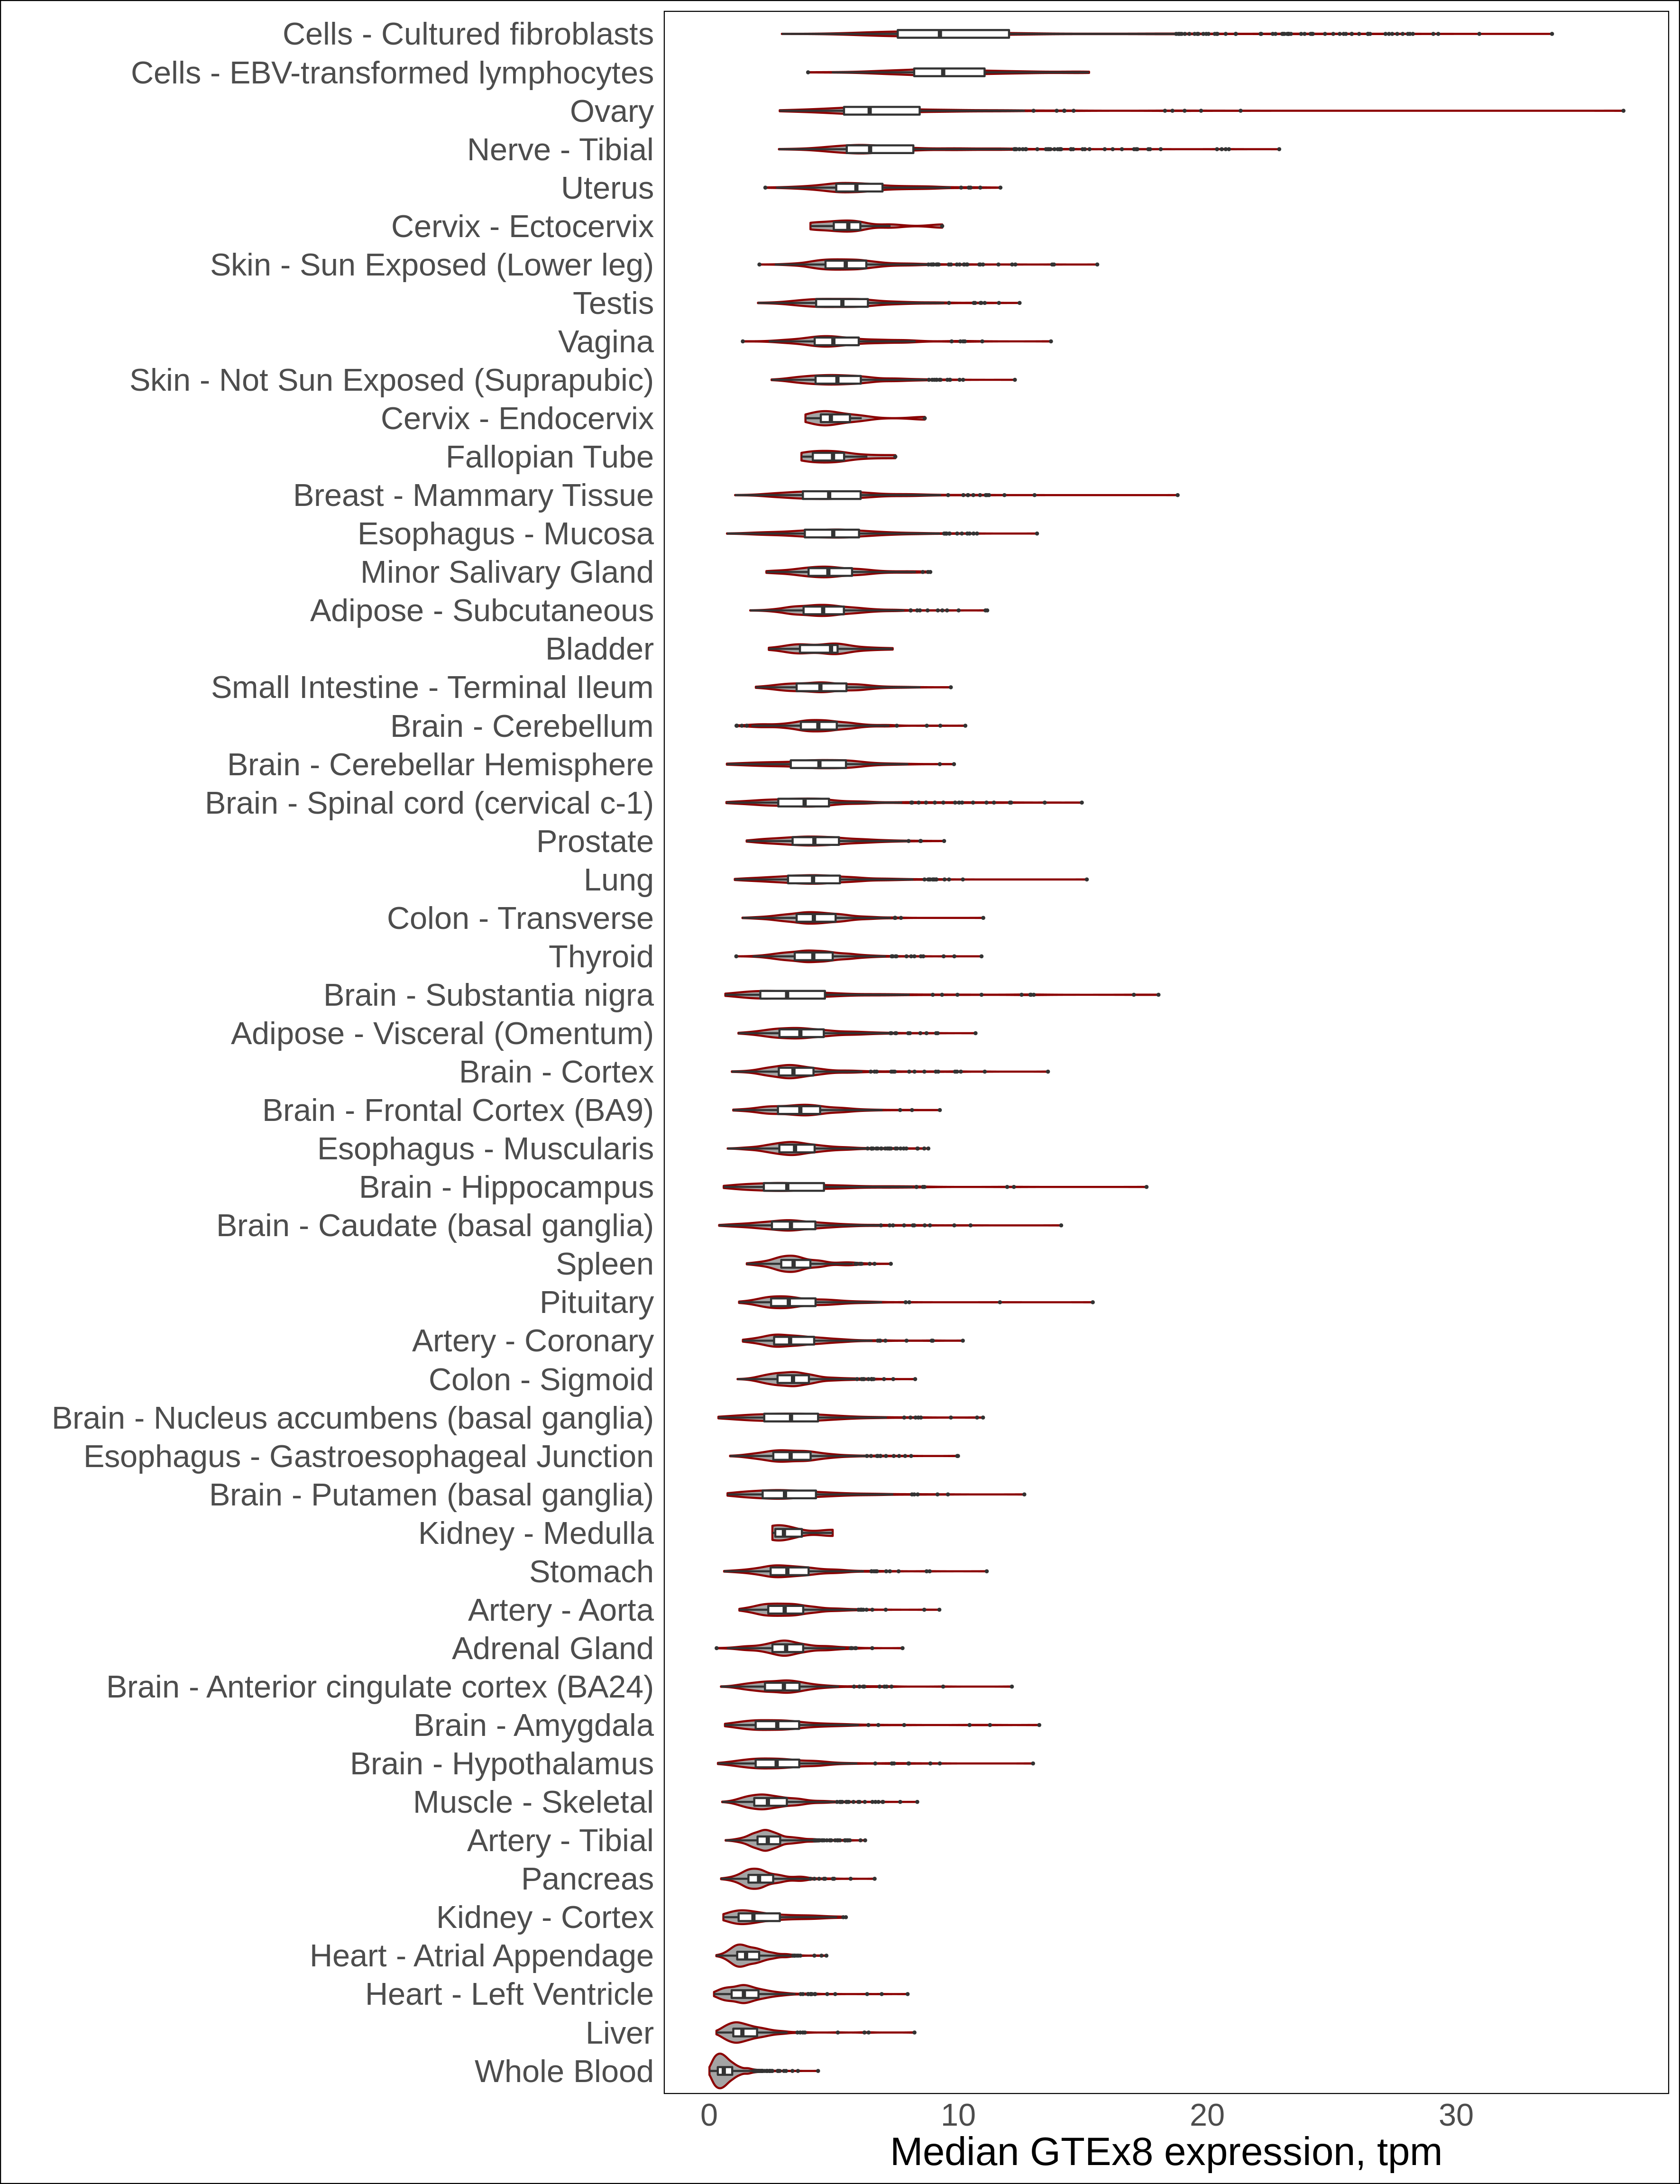 Cells - Cultured fibroblasts
Cells - EBV-transformed lymphocytes
Ovary
Nerve - Tibial
Uterus
Cervix - Ectocervix
Skin - Sun Exposed (Lower leg)
Testis
Vagina
Skin - Not Sun Exposed (Suprapubic)
Cervix - Endocervix
Fallopian Tube
Breast - Mammary Tissue
Esophagus - Mucosa
Minor Salivary Gland
Adipose - Subcutaneous
Bladder
Small Intestine - Terminal Ileum
Brain - Cerebellum
Brain - Cerebellar Hemisphere
Brain - Spinal cord (cervical c-1)
Prostate
Lung
Colon - Transverse
Thyroid
Brain - Substantia nigra
Adipose - Visceral (Omentum)
Brain - Cortex
Brain - Frontal Cortex (BA9)
Esophagus - Muscularis
Brain - Hippocampus
Brain - Caudate (basal ganglia)
Spleen
Pituitary
Artery - Coronary
Colon - Sigmoid
Brain - Nucleus accumbens (basal ganglia)
Esophagus - Gastroesophageal Junction
Brain - Putamen (basal ganglia)
Kidney - Medulla
Stomach
Artery - Aorta
Adrenal Gland
Brain - Anterior cingulate cortex (BA24)
Brain - Amygdala
Brain - Hypothalamus
Muscle - Skeletal
Artery - Tibial
Pancreas
Kidney - Cortex
Heart - Atrial Appendage
Heart - Left Ventricle
Liver
Whole Blood
0 10 20 30
Median GTEx8 expression, tpm